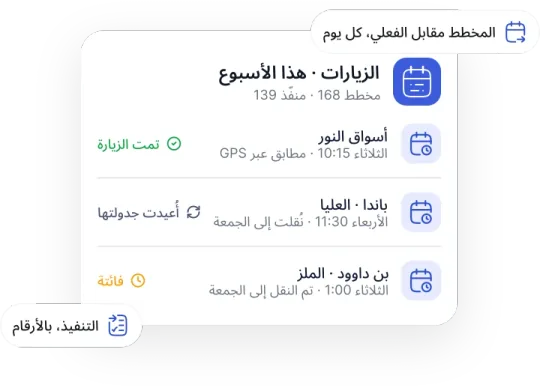 المخطط مقابل الفعلي، كل يوم
الزيارات · هذا الأسبوع
مخطط 168 · منفّذ 139
أسواق النور
الثلاثاء 10:15 · مطابق عبر GPS
تمت الزيارة
باندا · العليا
الأربعاء 11:30 · نُقلت إلى الجمعة
أُعيدت جدولتها
بن داوود · الملز
الثلاثاء 1:00 · تم النقل إلى الجمعة
فائتة
التنفيذ، بالأرقام